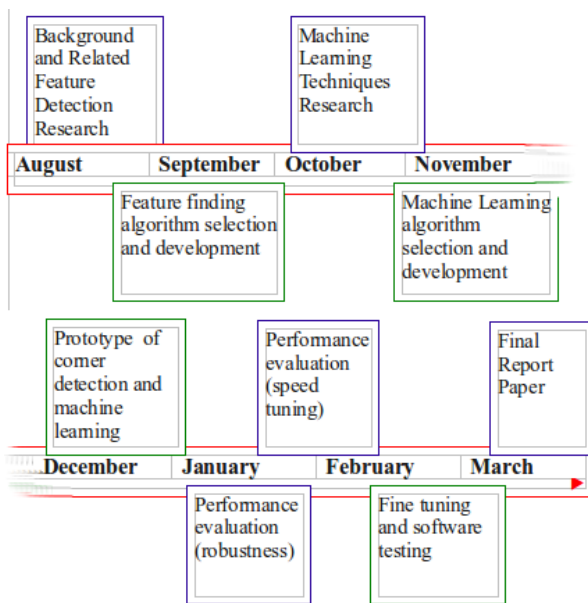 Background
and Related
Feature
Detection
Research
Machine
Learning
Techniques
Research
August
September
October
November
Feature finding
algorithm selection
and development
Machine Learning
algorithm
selection and
development
Prototype of
corner
detection and
machine
learning
Performance
evaluation
(speed
tuning)
Final
Report
Paper
December
January
February
March
Performance
evaluation
(robustness)
Fine tuning
and software
testing